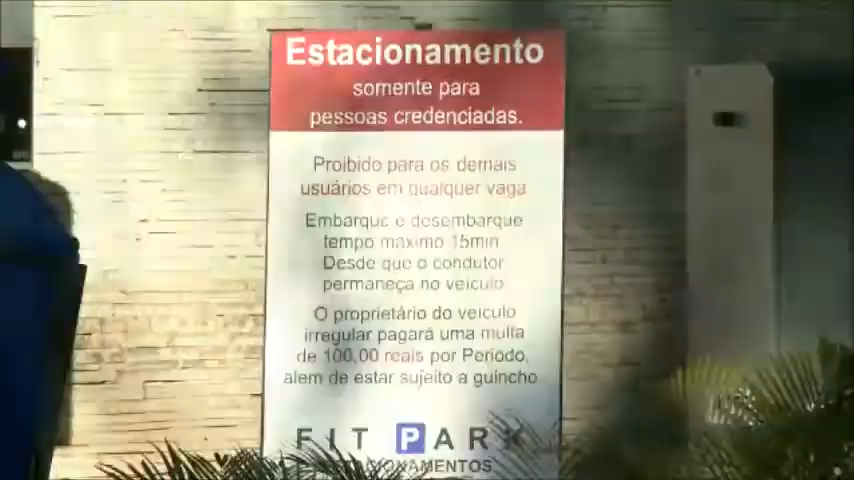 Estacionamento
somente para
pessoas credenciadas.
Proibido para os demais
usuários em qualquer vaga
Embarque e desembarque
tempo maximo 15min
Desde que o condutor
permaneça no veiculo
O proprietário do veiculo
irregular pagará uma multa
de 100,00 reais por Periodo,
alem de estar sujeito a guincho
FIT PARK
ESTACIONAMENTOS